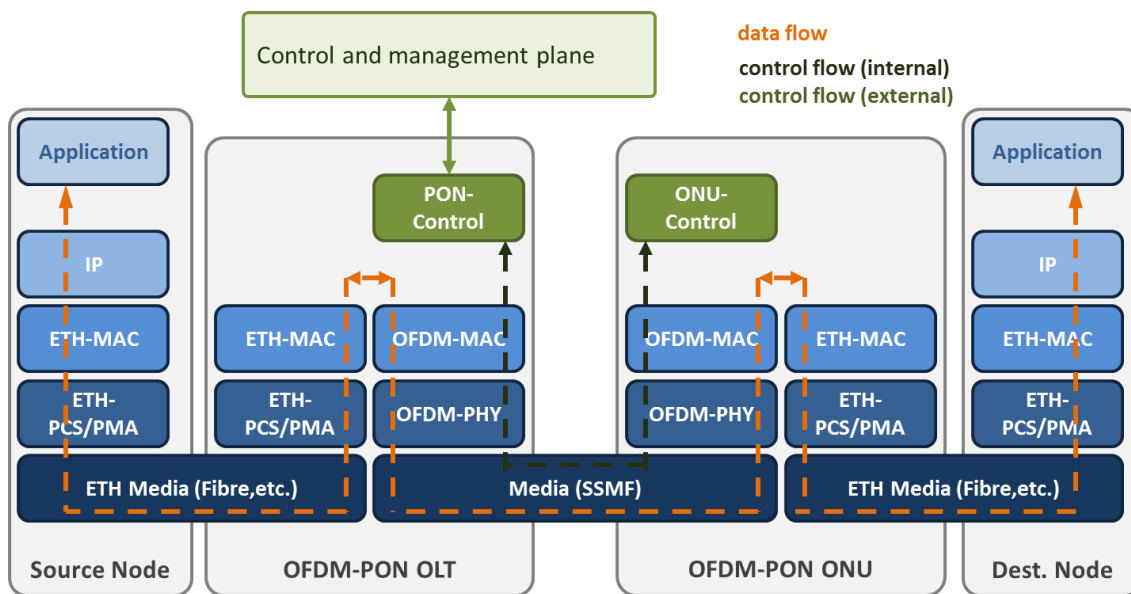 Control and management plane
data flow
control flow (internal)
control flow (external)
Application
Application
PON-
Control
ONU-
Control
IP
IP
ETH-MAC
ETH-MAC
OFDM-MAC
OFDM-MAC
ETH-MAC
ETH-MAC
ETH-
PCS/PMA
ETH-
PCS/PMA
OFDM-PHY
OFDM-PHY
ETH-
PCS/PMA
ETH-
PCS/PMA
ETH Media (Fibre,etc.)
Media (SSMF)
ETH Media (Fibre,etc.)
Source Node
OFDM-PON OLT
OFDM-PON ONU
Dest. Node